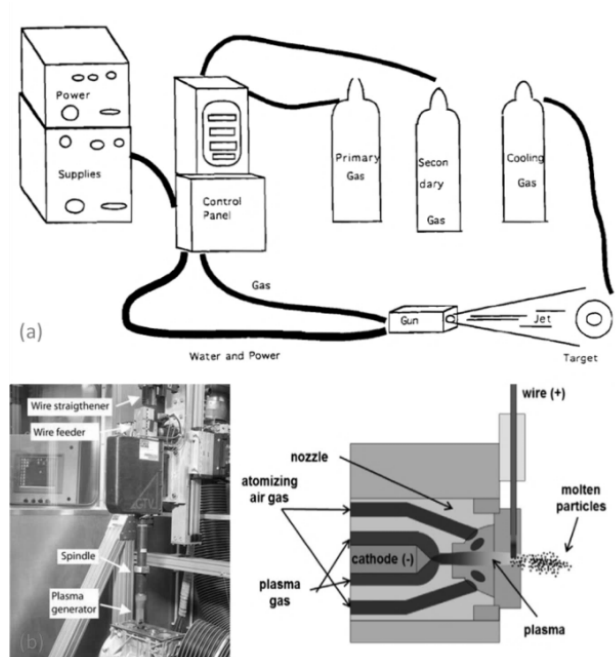 Power
Supplies
Control
Panel
Primary
Gas
Secon
dary
Gas
Cooling
Gas
Gas
Gun
Jet
Target
Water and Power
(a)
Wire straigthener
Wire feeder
Spindle
Plasma
generator
(b)
wire (+)
nozzle
atomizing
air gas
molten
particles
cathode (-)
plasma
gas
plasma